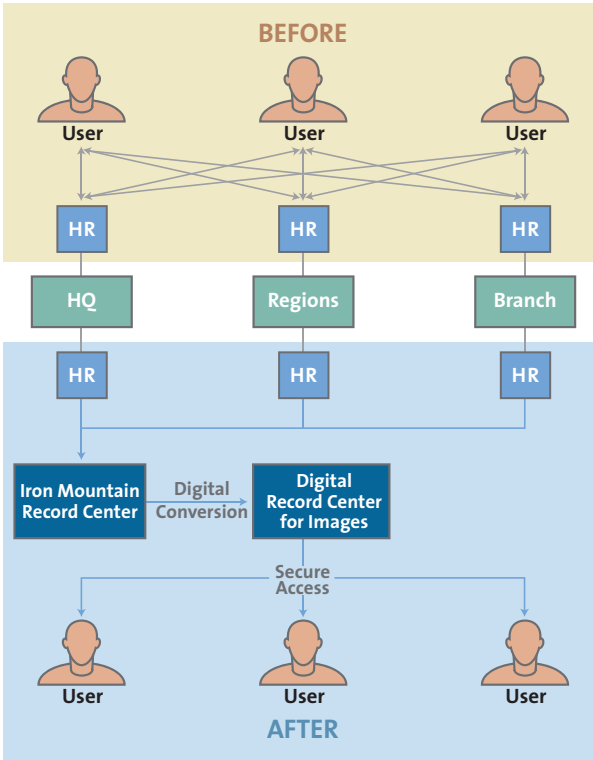 BEFORE
User
User
User
HR
HR
HR
HQ
Regions
Branch
HR
HR
HR
Iron Mountain
Record Center
Digital
Conversion
Digital
Record Center
for Images
Secure
Access
User
User
User
AFTER